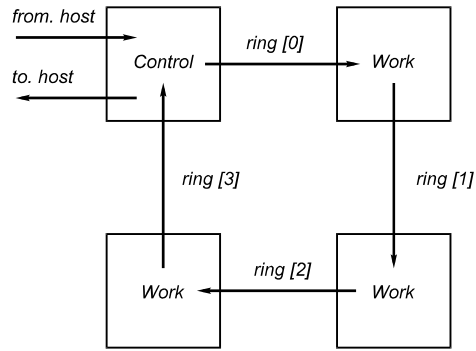 from. host
Control
ring [0]
Work
to. host
ring [3]
ring [1]
Work
ring [2]
Work